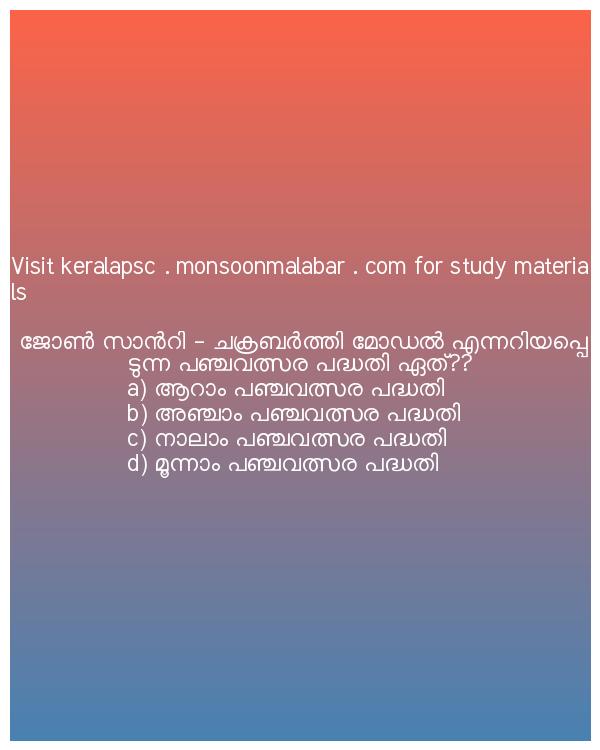 Visit keralapsc . monsoonmalabar . com for study materia
ls
ജോൺ സാൻറി - ചക്രബർത്തി മോഡൽ എന്നറിയപ്പെ
ടുന്ന പഞ്ചവത്സര പദ്ധതി ഏത്??
a) ആറാം പഞ്ചവത്സര പദ്ധതി
b) അഞ്ചാം പഞ്ചവത്സര പദ്ധതി
c) നാലാം പഞ്ചവത്സര പദ്ധതി
d) മൂന്നാം പഞ്ചവത്സര പദ്ധതി